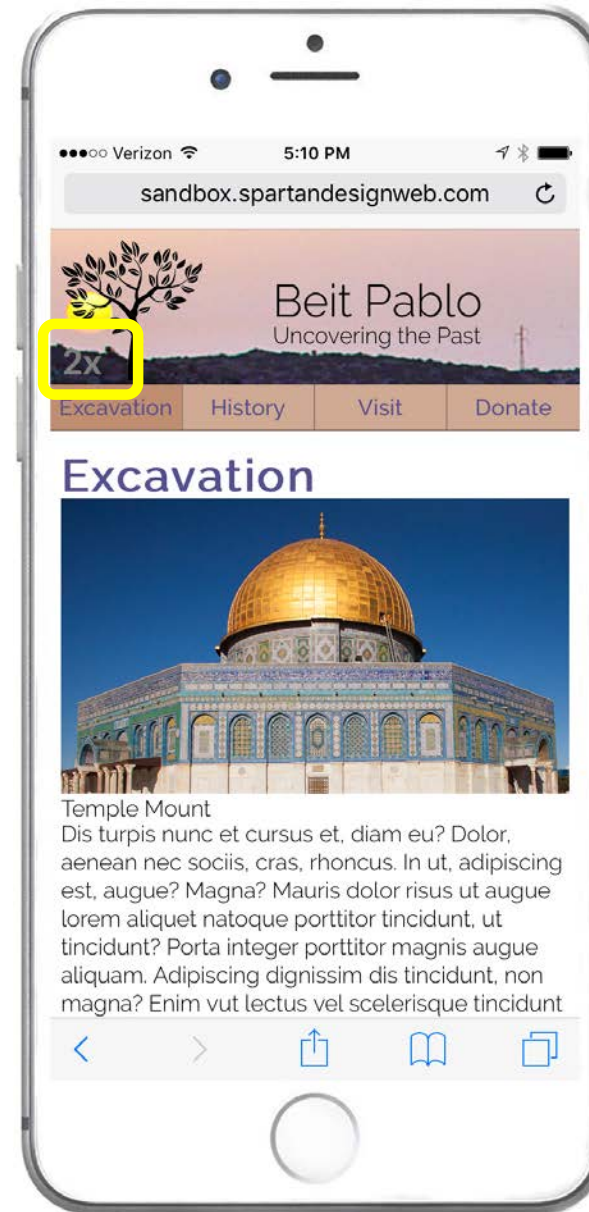 Verizon 5:10 PM
sandbox.spartandesignweb.com
Beit Pablo
Uncovering the Past
2x
Excavation History Visit Donate
Excavation
Temple Mount
Dis turpis nunc et cursus et, diam eu? Dolor,
aenean nec sociis, cras, rhoncus. In ut, adipiscing
est, augue? Magna? Mauris dolor risus ut augue
lorem aliquet natoque porttitor tincidunt, ut
tincidunt? Porta integer porttitor magnis augue
aliquam. Adipiscing dignissim dis tincidunt, non
magna? Enim vut lectus vel scelerisque tincidunt